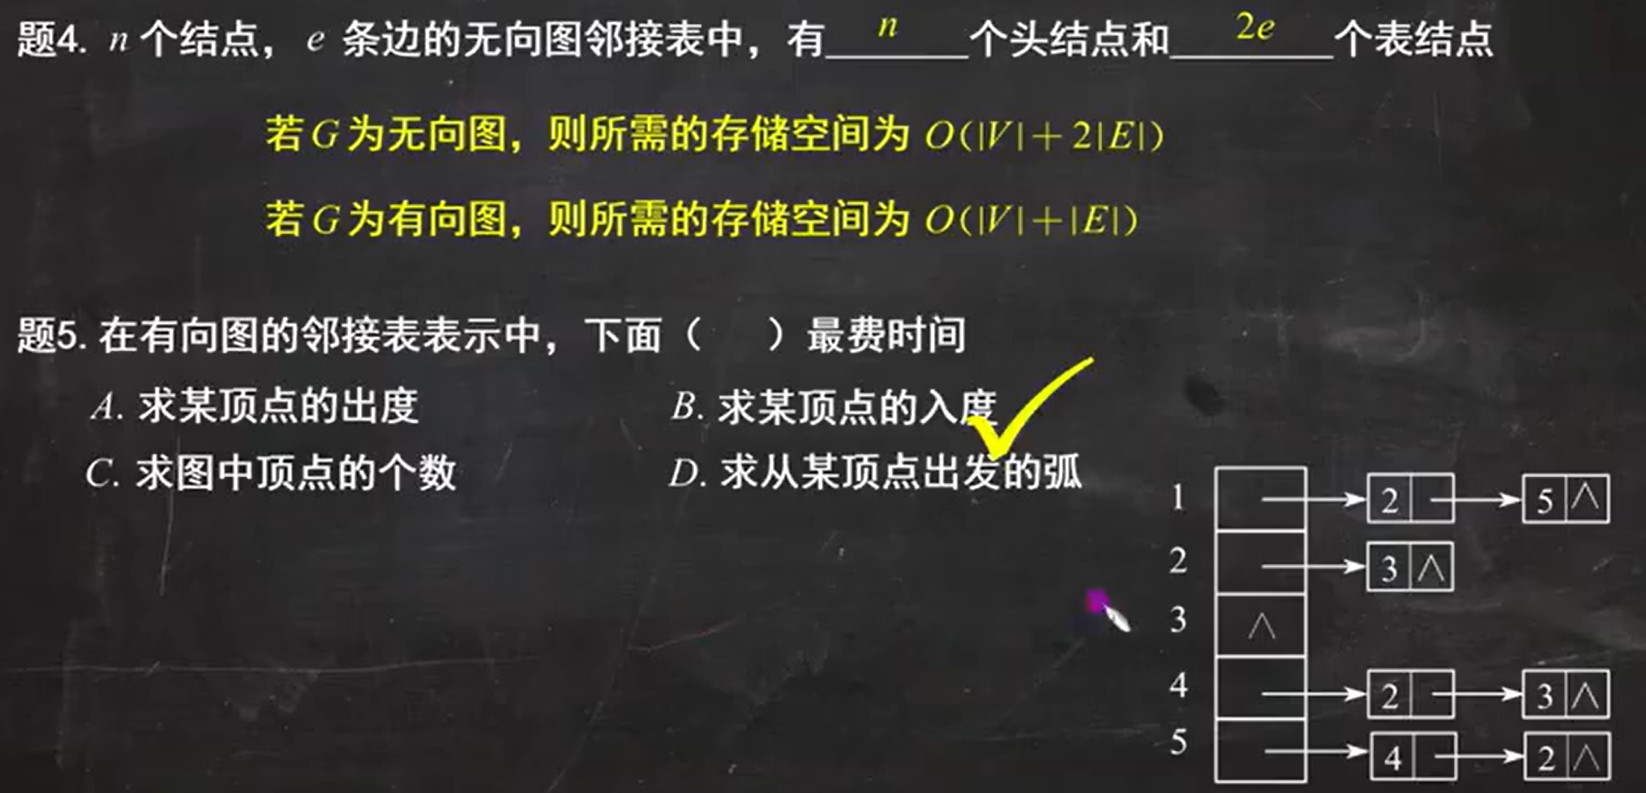 题4. n 个结点， e 条边的无向图邻接表中，有 n 个头结点和 2e 个表结点
若 G 为无向图，则所需的存储空间为 O(|V|+2|E|)
若 G 为有向图，则所需的存储空间为 O(|V|+|E|)
题5. 在有向图的邻接表表示中，下面（ ）最费时间
A. 求某顶点的出度 B. 求某顶点的入度
C. 求图中顶点的个数 D. 求从某顶点出发的弧
1 2 5 ∧
2 3 ∧
3 ∧
4 2 3 ∧
5 4 2 ∧